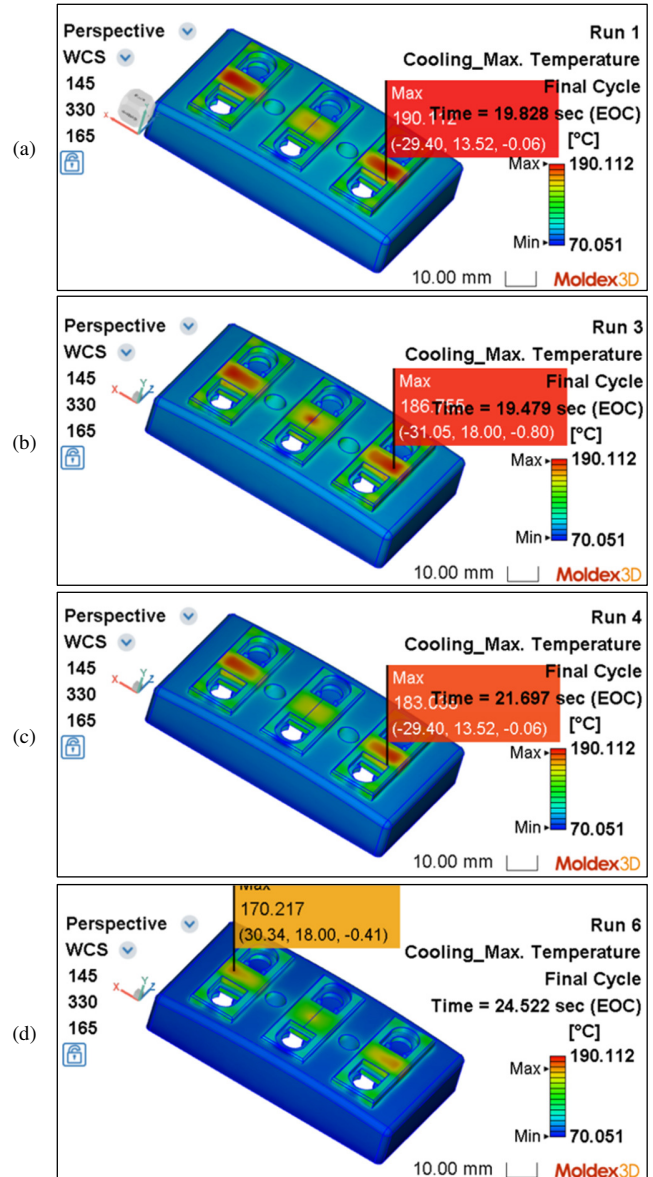 (a)
Perspective
Run 1
WCS
Cooling_Max. Temperature
145
Max
Final Cycle
330
190.112
Time = 19.828 sec (EOC)
165
(-29.40, 13.52, -0.06)
[°C]
Max 190.112
Min 70.051
10.00 mm
Moldex3D
(b)
Perspective
Run 3
WCS
Cooling_Max. Temperature
145
Max
Final Cycle
330
Time = 19.479 sec (EOC)
165
(-31.05, 18.00, -0.80)
[°C]
Max 190.112
Min 70.051
10.00 mm
Moldex3D
(c)
Perspective
Run 4
WCS
Cooling_Max. Temperature
145
Max
Final Cycle
330
Time = 21.697 sec (EOC)
165
(-29.40, 13.52, -0.06)
[°C]
Max 190.112
Min 70.051
10.00 mm
Moldex3D
(d)
Max
170.217
Perspective
(30.34, 18.00, -0.41)
Run 6
WCS
Cooling_Max. Temperature
145
Final Cycle
330
Time = 24.522 sec (EOC)
165
[°C]
Max 190.112
Min 70.051
10.00 mm
Moldex3D